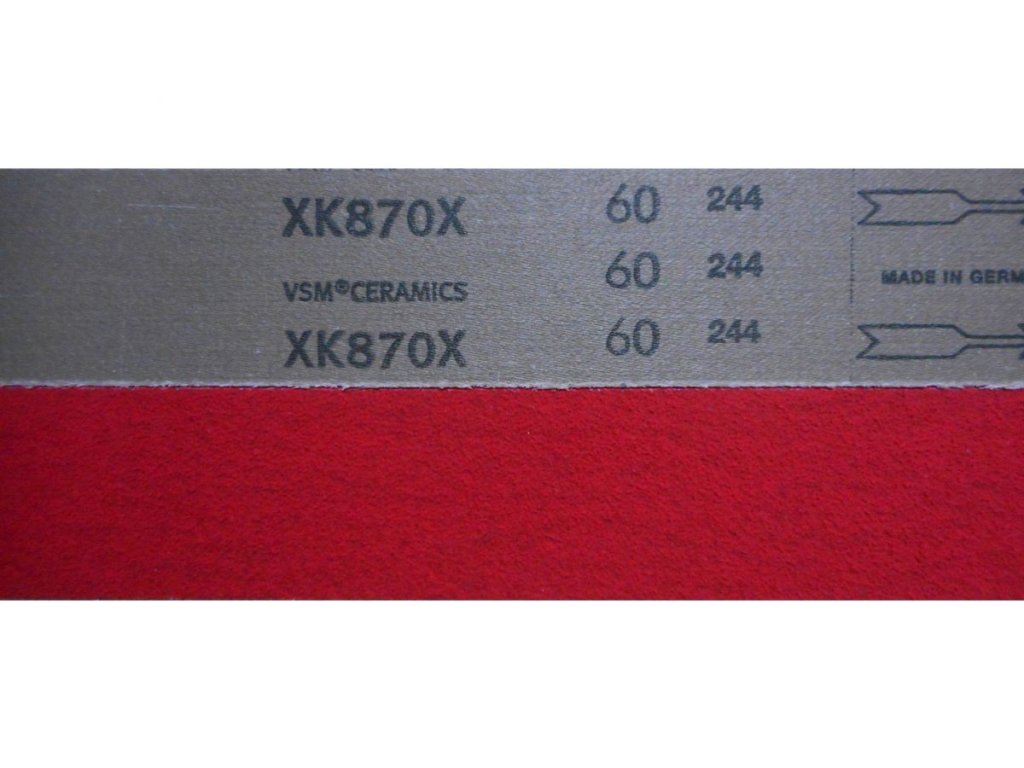 XK870X 60 244
60 244
VSM®CERAMICS MADE IN GERM
XK870X 60 244